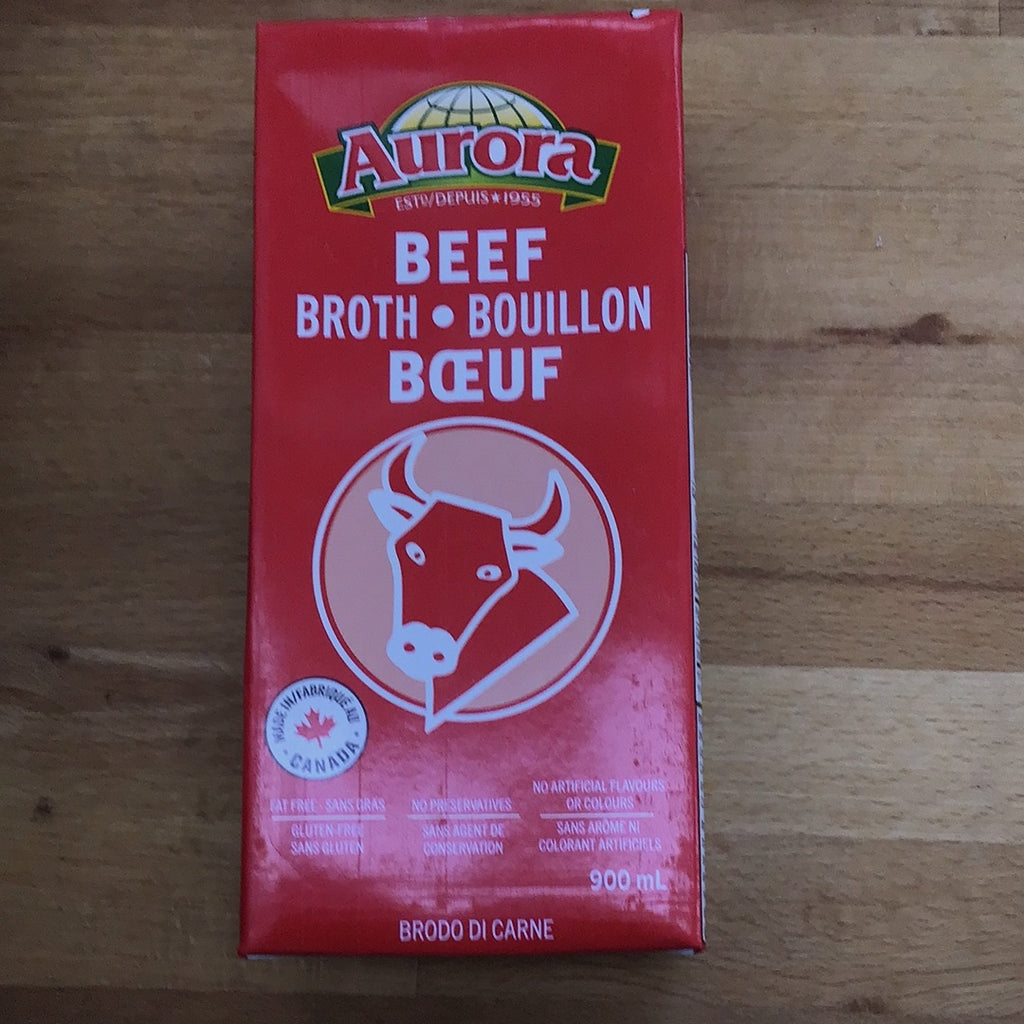 Aurora
ESTD/DEPUIS★1955
BEEF
BROTH • BOUILLON
BŒUF
MADE IN/FABRIQUÉ AU
• CANADA •
FAT FREE - SANS GRAS
GLUTEN-FREE
SANS GLUTEN
NO PRESERVATIVES
SANS AGENT DE
CONSERVATION
NO ARTIFICIAL FLAVOURS
OR COLOURS
SANS ARÔME NI
COLORANT ARTIFICIELS
900 mL
BRODO DI CARNE